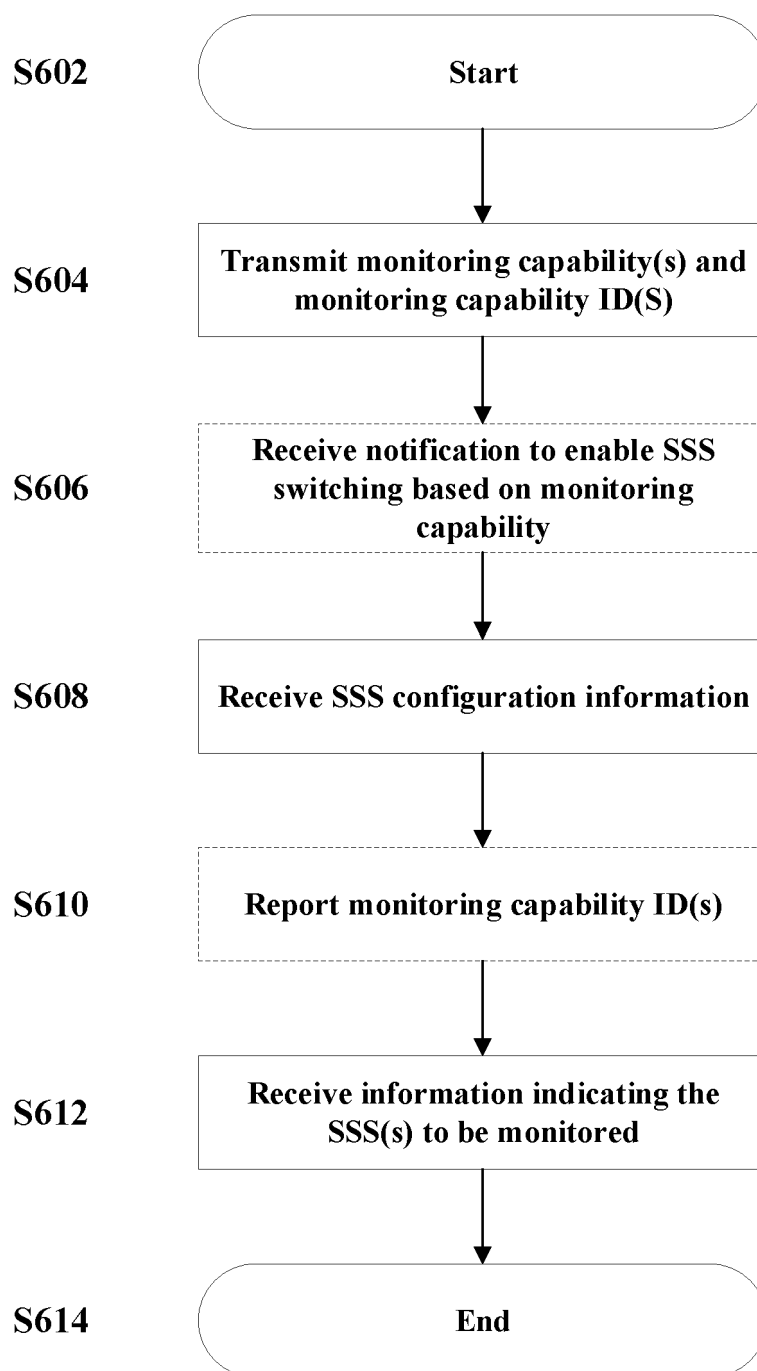 S602
Start
S604
Transmit monitoring capability(s) and
monitoring capability ID(S)
S606
Receive notification to enable SSS
switching based on monitoring
capability
S608
Receive SSS configuration information
S610
Report monitoring capability ID(s)
S612
Receive information indicating the
SSS(s) to be monitored
S614
End